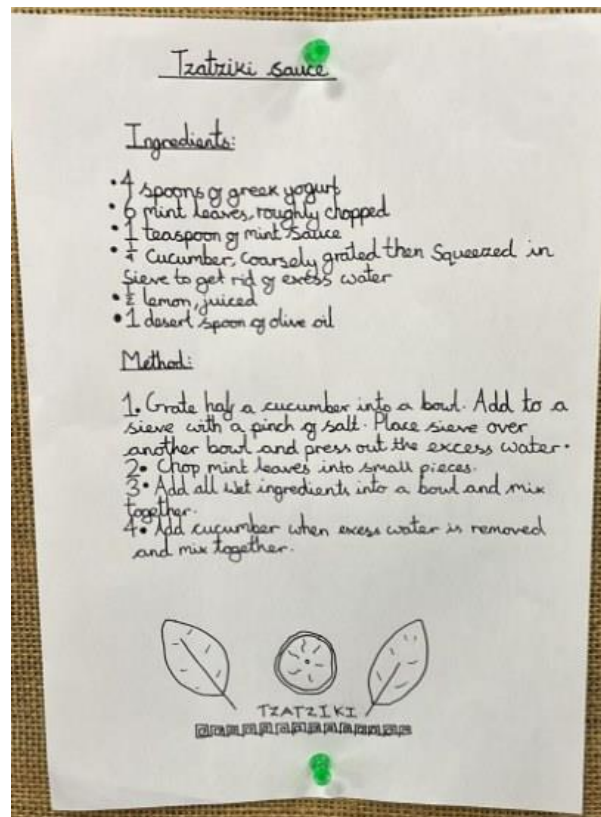 Tzatziki sauce
Ingredients:
• 4 spoons of greek yogurt
• 6 mint leaves, roughly chopped
• 1 teaspoon of mint sauce
• ¼ cucumber, coarsely grated then squeezed in
sieve to get rid of exess water
• ½ lemon, juiced
• 1 desert spoon of olive oil
Method:
1. Grate half a cucumber into a bowl. Add to a
sieve with a pinch of salt. Place sieve over
another bowl and press out the excess water.
2. Chop mint leaves into small pieces.
3. Add all wet ingredients into a bowl and mix
together.
4. Add cucumber when exess water is removed
and mix together.
TZATZIKI